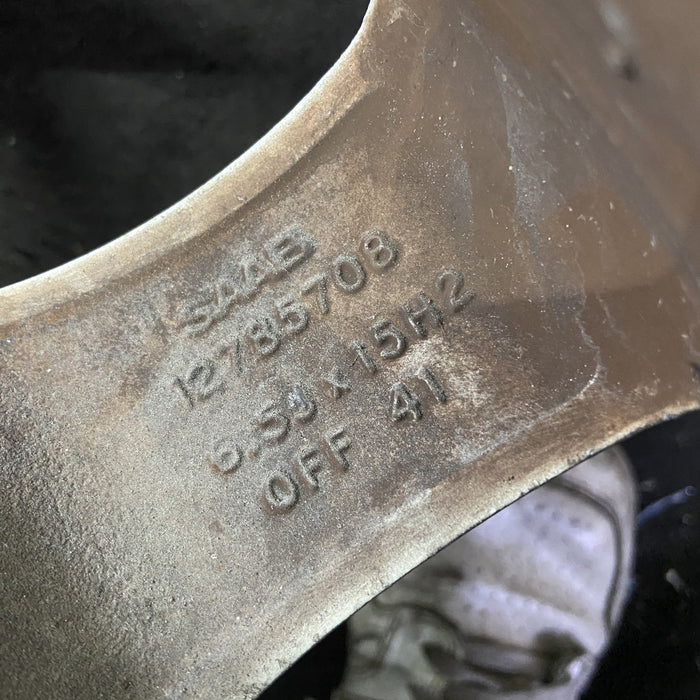 SAAB
12785708
6.5J x 15H2
OFF 41